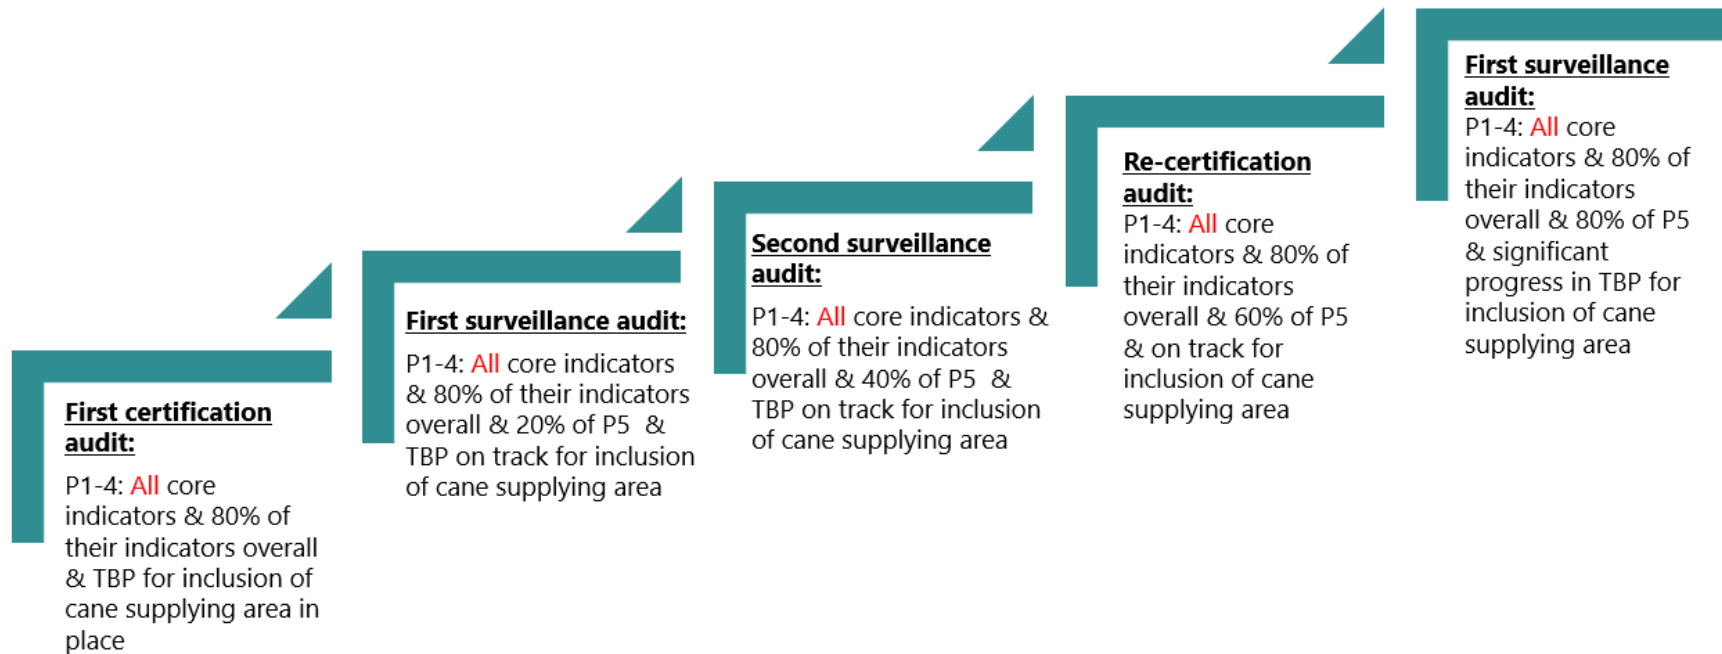 First certification
audit:
P1-4: All core
indicators & 80% of
their indicators overall
& TBP for inclusion of
cane supplying area in
place
First surveillance audit:
P1-4: All core indicators
& 80% of their indicators
overall & 20% of P5 &
TBP on track for inclusion
of cane supplying area
Second surveillance
audit:
P1-4: All core indicators &
80% of their indicators
overall & 40% of P5 &
TBP on track for inclusion
of cane supplying area
Re-certification
audit:
P1-4: All core
indicators & 80% of
their indicators
overall & 60% of P5
& on track for
inclusion of cane
supplying area
First surveillance
audit:
P1-4: All core
indicators & 80% of
their indicators
overall & 80% of P5
& significant
progress in TBP for
inclusion of cane
supplying area